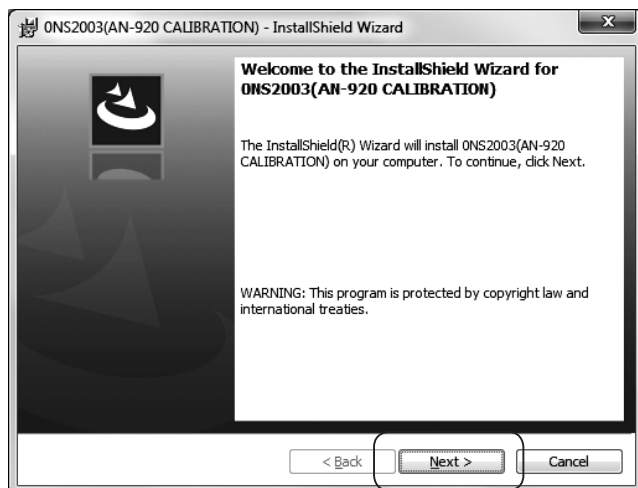 0NS2003(AN-920 CALIBRATION) - InstallShield Wizard
X
Welcome to the InstallShield Wizard for
0NS2003(AN-920 CALIBRATION)
The InstallShield(R) Wizard will install 0NS2003(AN-920
CALIBRATION) on your computer. To continue, click Next.
WARNING: This program is protected by copyright law and
international treaties.
< Back
Next >
Cancel